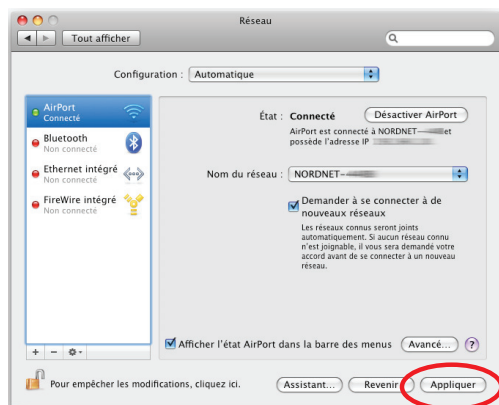 Réseau
Tout afficher
Configuration : Automatique
AirPort
Connecté
Bluetooth
Non connecté
Ethernet intégré
Non connecté
FireWire intégré
Non connecté
État : Connecté
Désactiver AirPort
AirPort est connecté à NORDNET- et
possède l'adresse IP
Nom du réseau : NORDNET-
Demander à se connecter à de
nouveaux réseaux
Les réseaux connus seront joints
automatiquement. Si aucun réseau connu
n'est joignable, il vous sera demandé votre
accord avant de se connecter à un nouveau
réseau.
Afficher l'état AirPort dans la barre des menus
Avancé...
?
Pour empêcher les modifications, cliquez ici.
Assistant...
Revenir
Appliquer